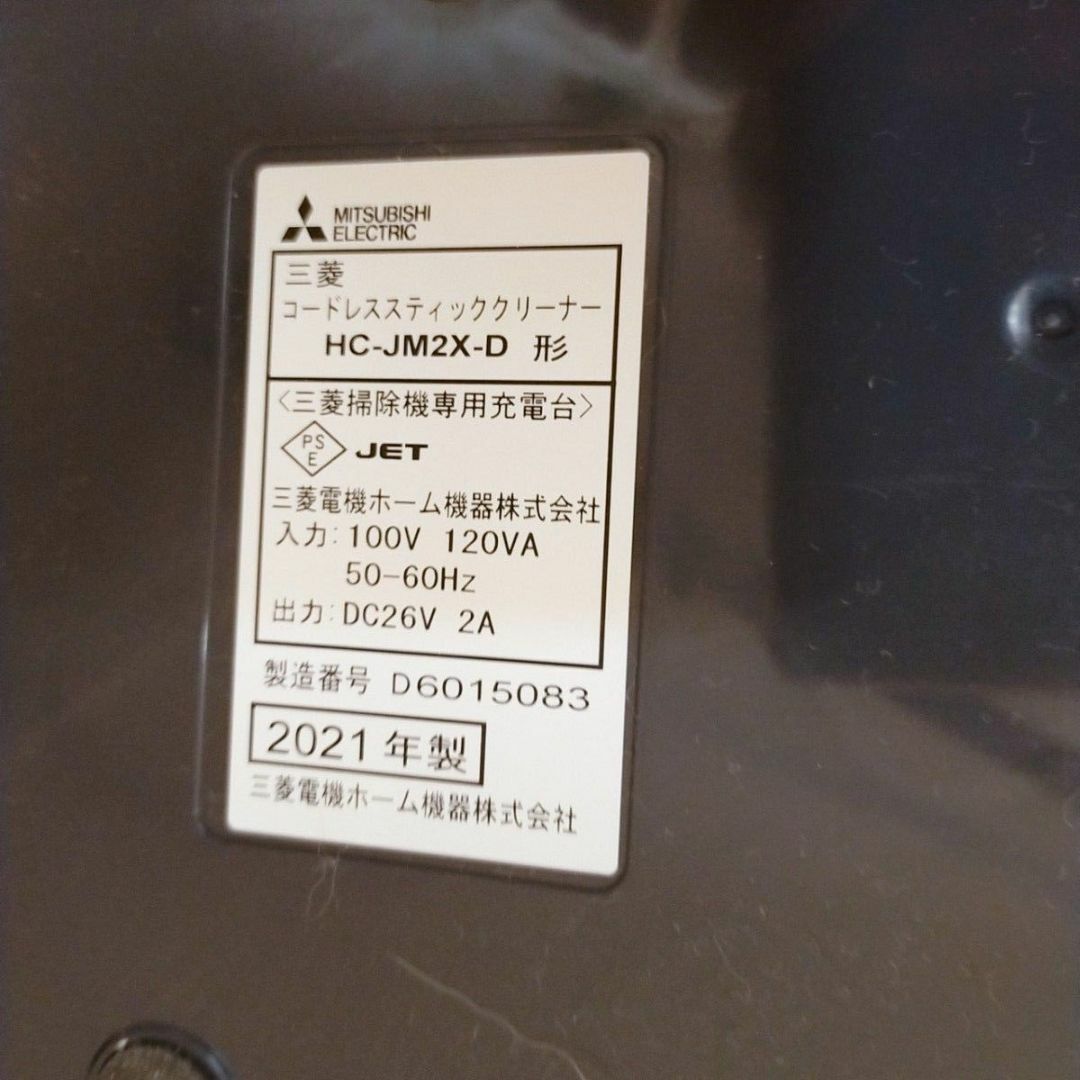 MITSUBISHI
ELECTRIC
三菱
コードレススティッククリーナー
HC-JM2X-D 形
〈三菱掃除機専用充電台〉
PS
E
JET
三菱電機ホーム機器株式会社
入力:100V 120VA
50-60Hz
出力:DC26V 2A
製造番号 D6015083
2021年製
三菱電機ホーム機器株式会社